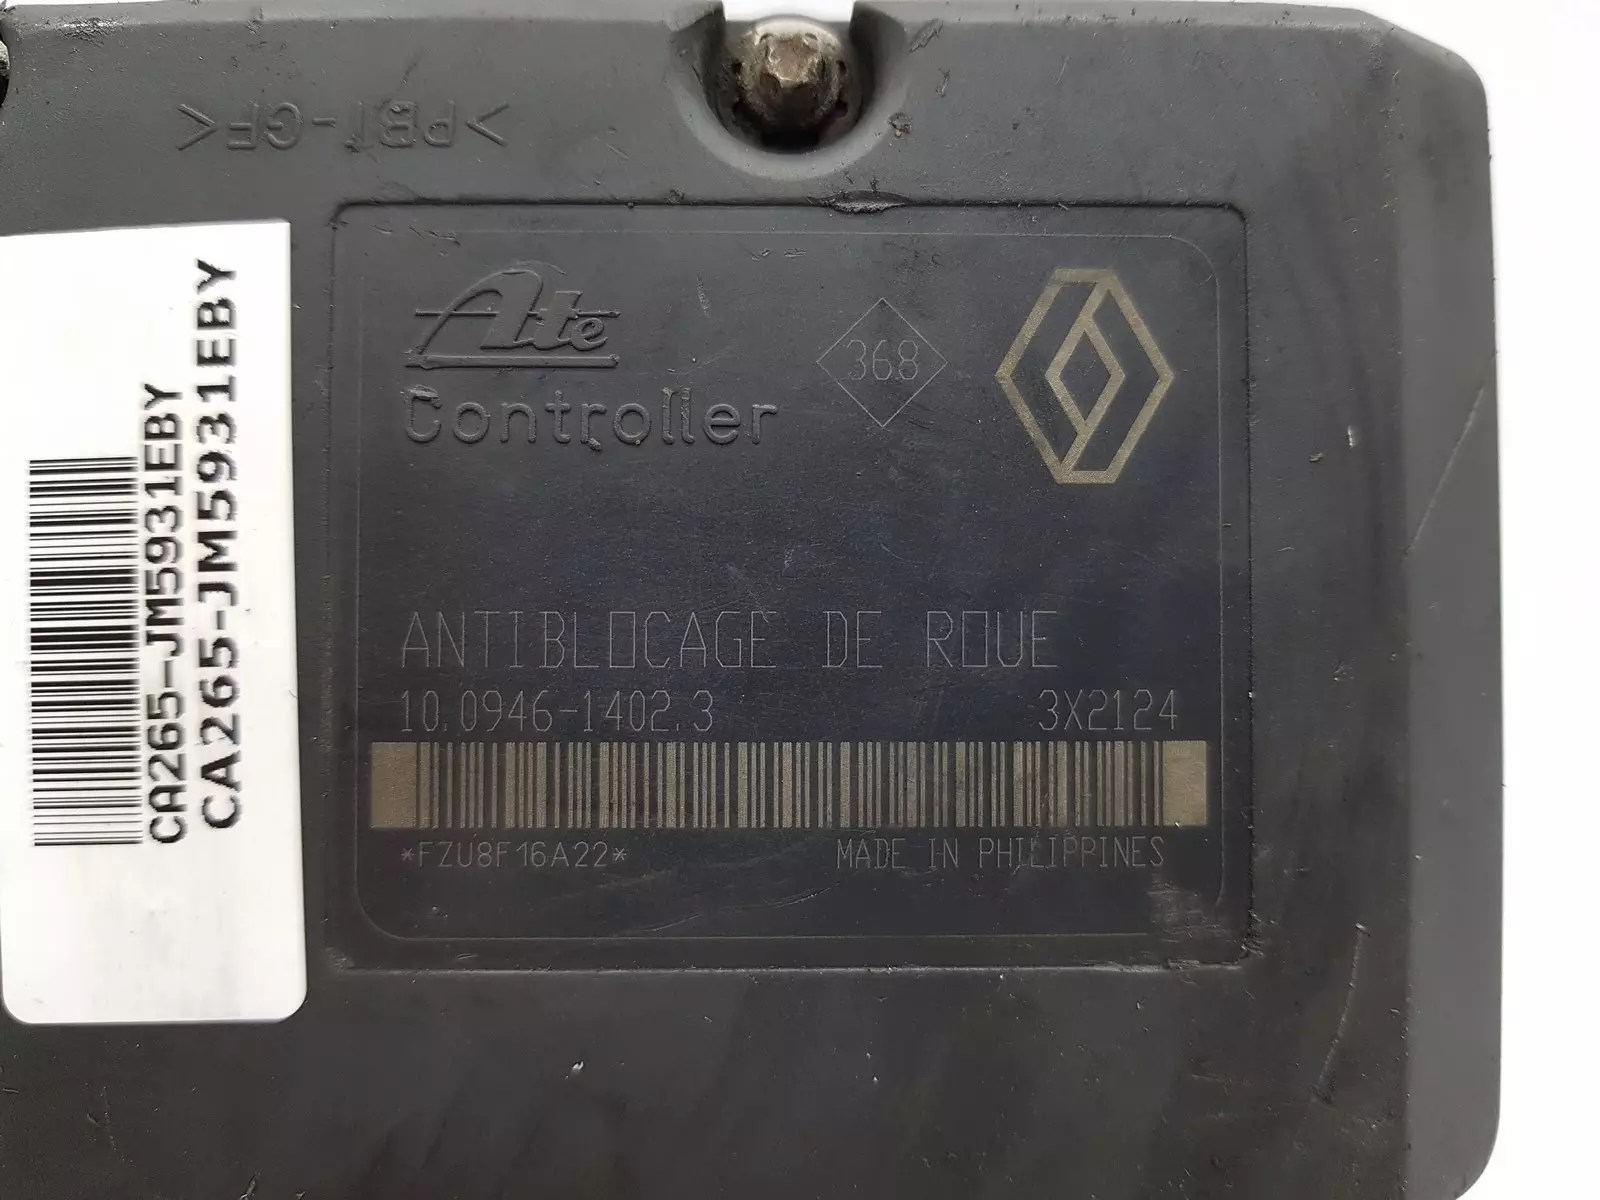 >PBT-GF<
Ate
Controller
368
ANTIBLOCAGE DE ROUE
10.0946-1402.3 3X2124
*FZU8F16A22* MADE IN PHILIPPINES
CA265-JM5931EBY
CA265-JM5931EBY